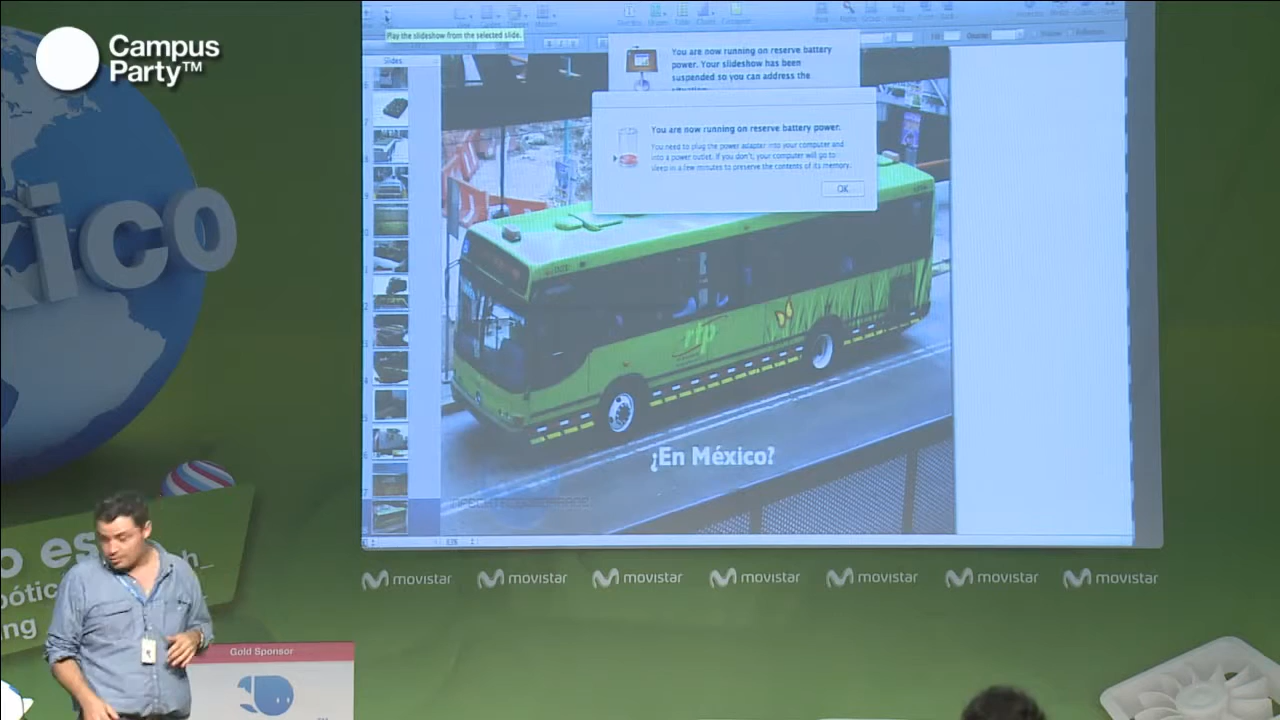 Campus
Party™
Play the slideshow from the selected slide.
Slides
You are now running on reserve battery
power. Your slideshow has been
suspended so you can address the
You are now running on reserve battery power.
You need to plug the power adapter into your computer and
into a power outlet. If you don't, your computer will go to
sleep in a few minutes to preserve the contents of its memory.
OK
xico
rtp
¿En México?
movistar movistar movistar movistar movistar movistar movistar
o es
ótic
ng
Gold Sponsor